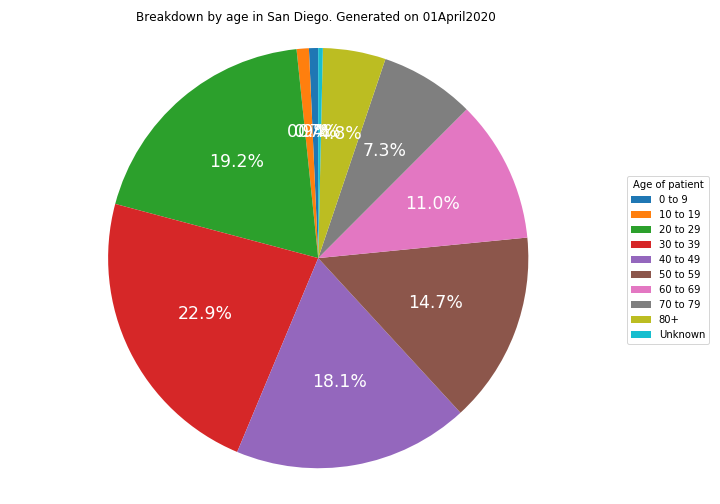 Breakdown by age in San Diego. Generated on 01April2020
19.2%
7.3%
11.0%
22.9%
14.7%
18.1%
Age of patient
0 to 9
10 to 19
20 to 29
30 to 39
40 to 49
50 to 59
60 to 69
70 to 79
80+
Unknown